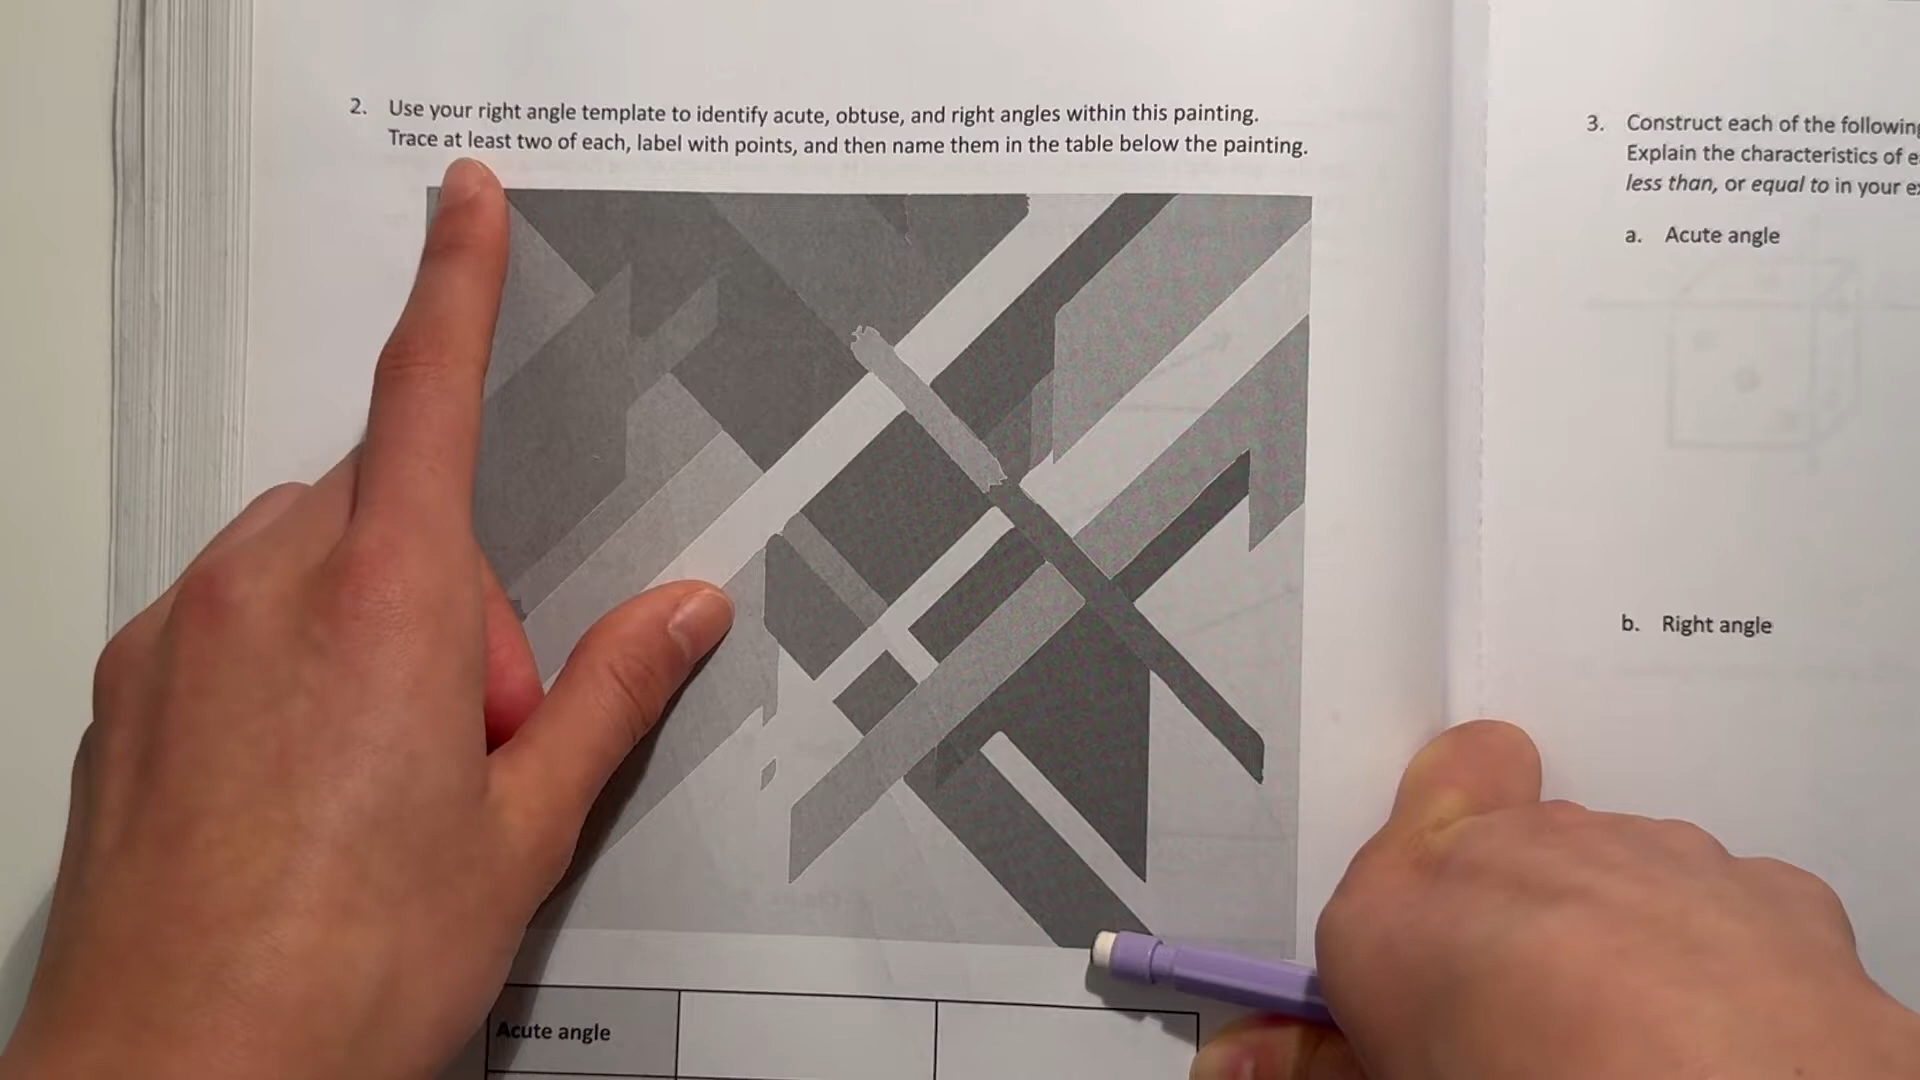 2. Use your right angle template to identify acute, obtuse, and right angles within this painting.
Trace at least two of each, label with points, and then name them in the table below the painting.
Acute angle
3. Construct each of the following
Explain the characteristics of
less than, or equal to in your
a. Acute angle
b. Right angle